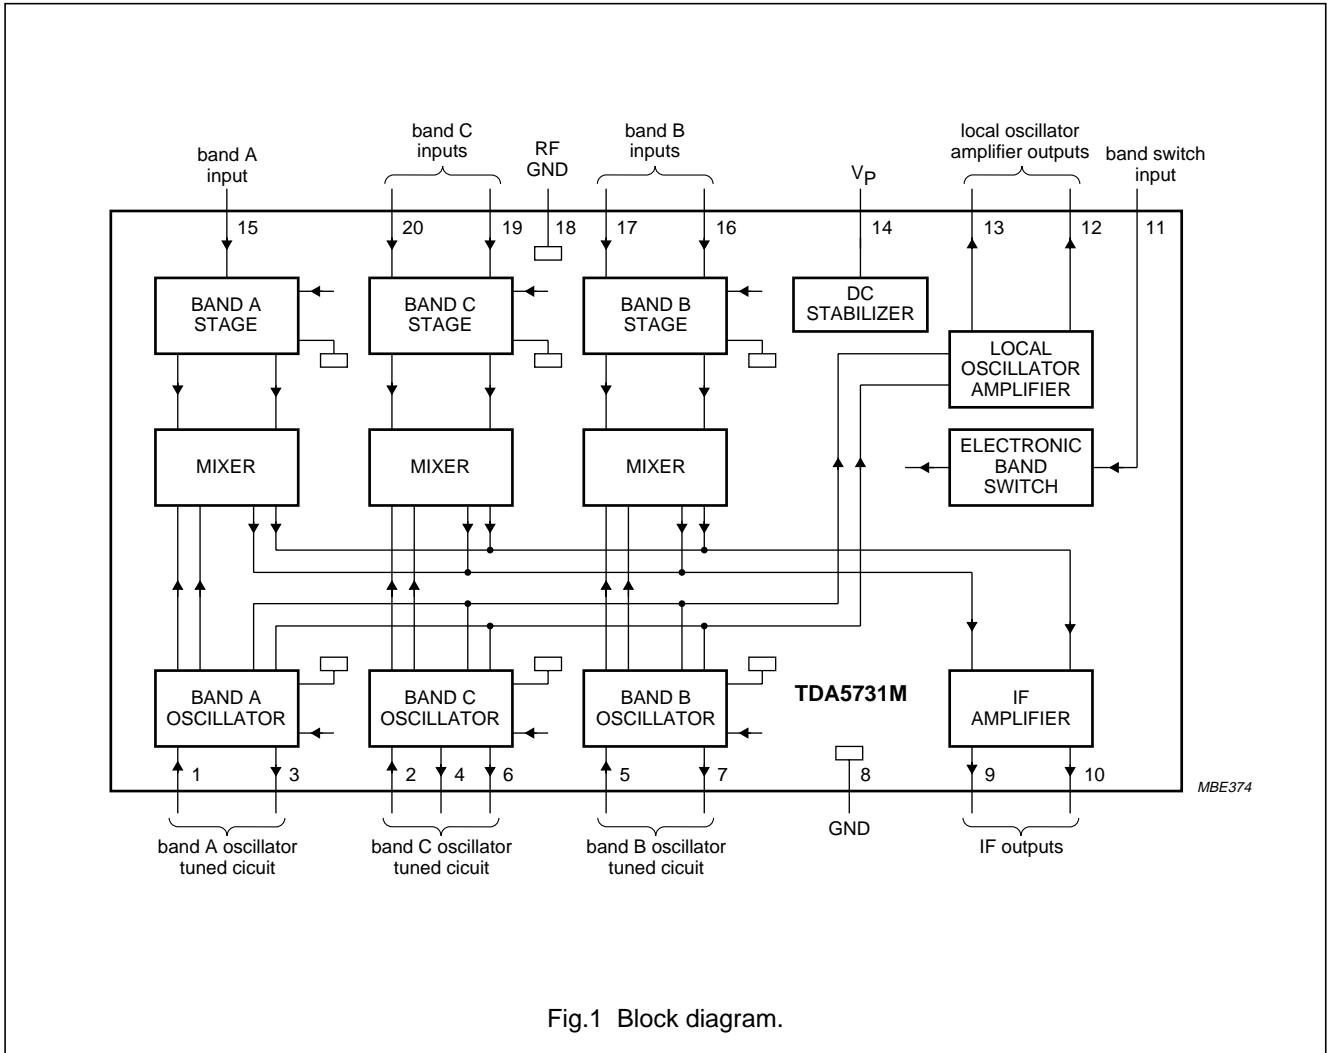 band A
input
band C
inputs
RF
GND
band B
inputs
VP
local oscillator
amplifier outputs
band switch
input
15
20
19
18
17
16
14
13
12
11
BAND A
STAGE
BAND C
STAGE
BAND B
STAGE
DC
STABILIZER
LOCAL
OSCILLATOR
AMPLIFIER
MIXER
MIXER
MIXER
ELECTRONIC
BAND
SWITCH
BAND A
OSCILLATOR
BAND C
OSCILLATOR
BAND B
OSCILLATOR
TDA5731M
IF
AMPLIFIER
1
3
2
4
6
5
7
8
9
10
MBE374
band A oscillator
tuned cicuit
band C oscillator
tuned cicuit
band B oscillator
tuned cicuit
GND
IF outputs
Fig.1 Block diagram.